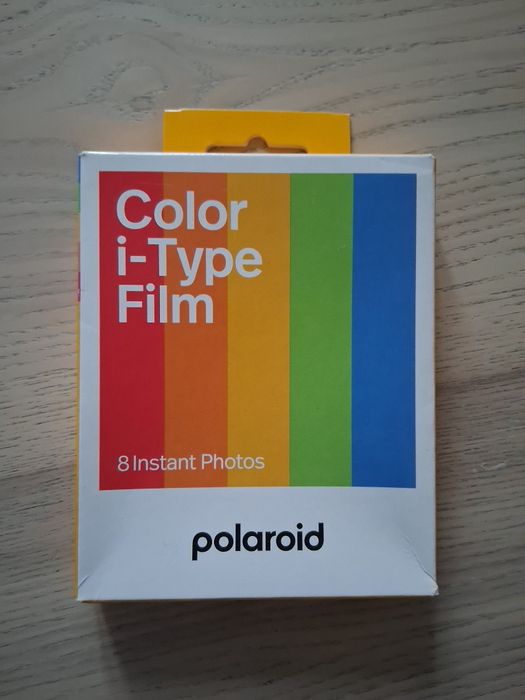 Color
i-Type
Film
8 Instant Photos
polaroid